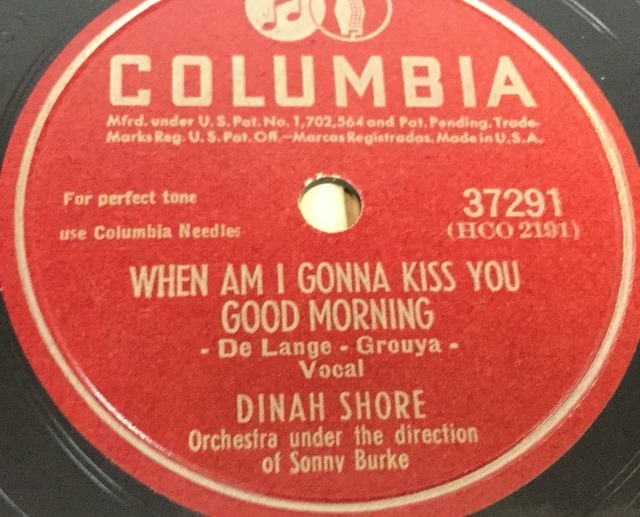 COLUMBIA
Mfrd. under U.S. Pat. No. 1,702,564 and Pat. Pending. Trade-
Marks Reg. U.S. Pat. Off.—Marcas Registradas. Made in U.S.A.
For perfect tone
use Columbia Needles
37291
(HCO 2191)
WHEN AM I GONNA KISS YOU
GOOD MORNING
- De Lange - Grouya -
Vocal
DINAH SHORE
Orchestra under the direction
of Sonny Burke